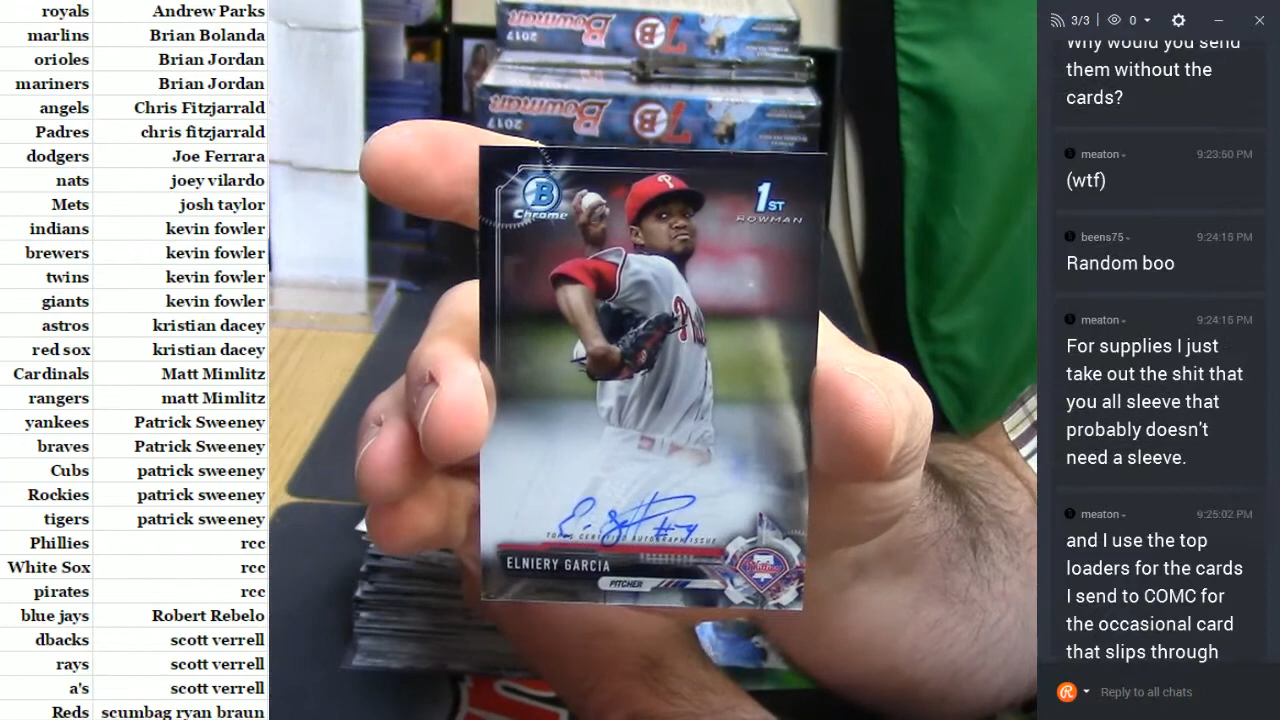 royals Andrew Parks
marlins Brian Bolanda
orioles Brian Jordan
mariners Brian Jordan
angels Chris Fitzjarrald
Padres chris fitzjarrald
dodgers Joe Ferrara
nats joey vilardo
Mets josh taylor
indians kevin fowler
brewers kevin fowler
twins kevin fowler
giants kevin fowler
astros kristian dacey
red sox kristian dacey
Cardinals Matt Mimlitz
rangers matt Mimlitz
yankees Patrick Sweeney
braves Patrick Sweeney
Cubs patrick sweeney
Rockies patrick sweeney
tigers patrick sweeney
Phillies rcc
White Sox rcc
pirates rcc
blue jays Robert Rebelo
dbacks scott verrell
rays scott verrell
a's scott verrell
Reds scumbag ryan braun
2017 Bowman B
2017 Bowman B
B Chrome
1ST BOWMAN
P
Phi
#74
TOPPS CERTIFIED AUTOGRAPH ISSUE
ELNIERY GARCIA
PITCHER
Phillies
3/3 0
Why would you send
them without the
cards?
meaton 9:23:50 PM
(wtf)
beens75 9:24:15 PM
Random boo
meaton 9:24:15 PM
For supplies I just
take out the shit that
you all sleeve that
probably doesn't
need a sleeve.
meaton 9:25:02 PM
and I use the top
loaders for the cards
I send to COMC for
the occasional card
that slips through
Reply to all chats